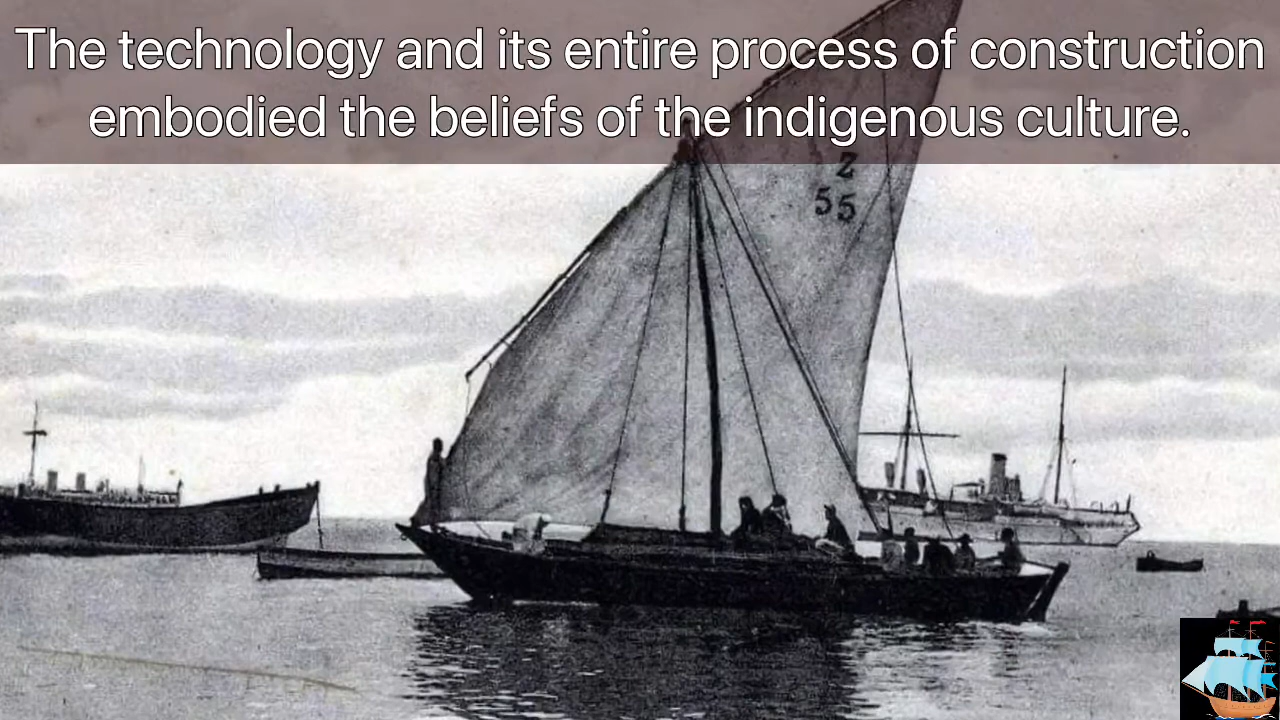 The technology and its entire process of construction
embodied the beliefs of the indigenous culture.
Z
55